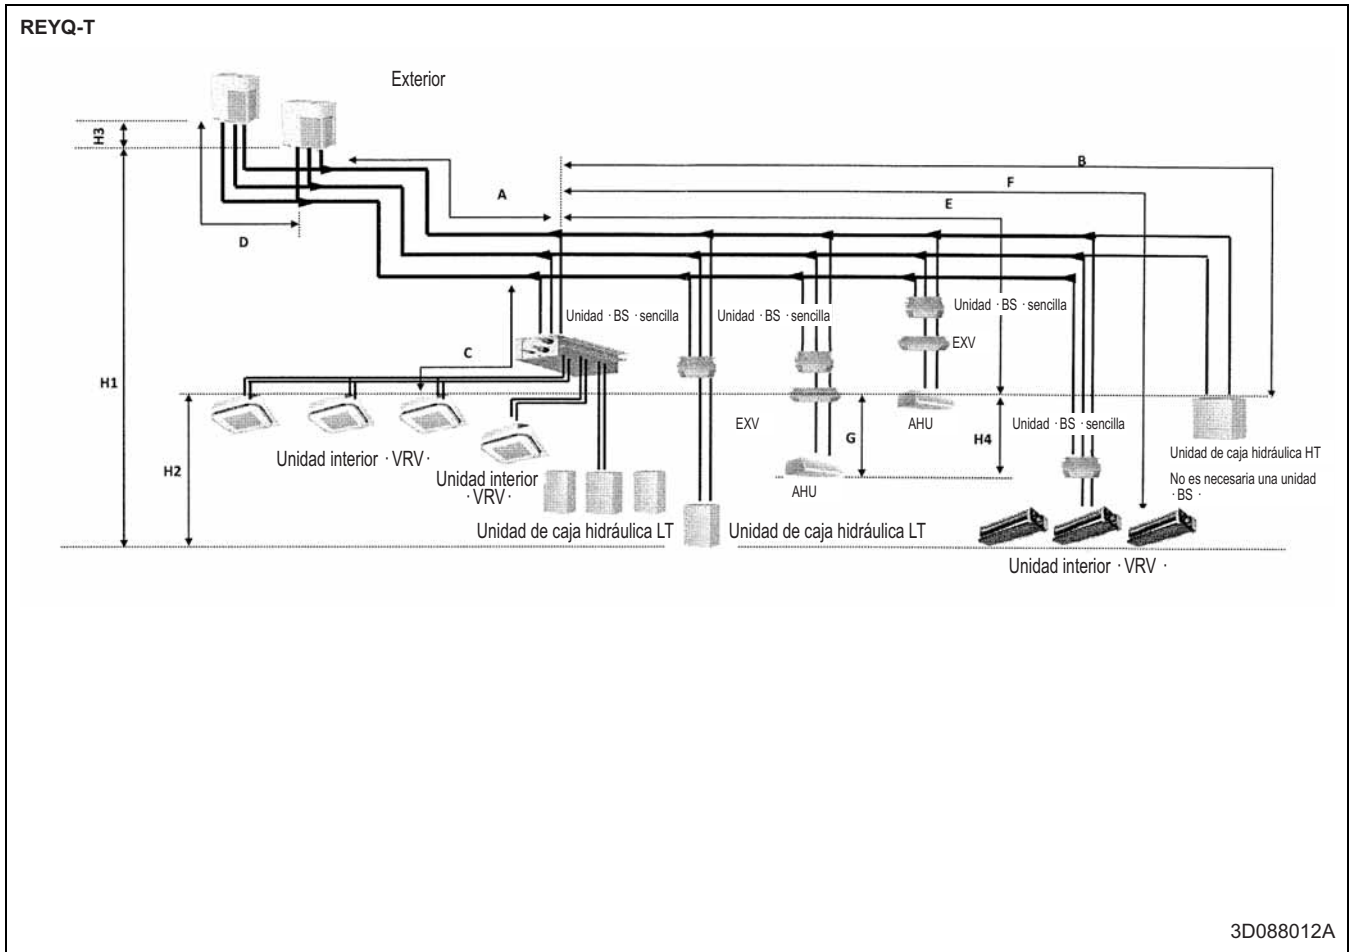 REYQ-T
Exterior
H3
B
F
A
E
D
Unidad ·BS ·sencilla
Unidad ·BS ·sencilla
Unidad ·BS ·sencilla
EXV
C
H1
EXV
AHU
G
H4
Unidad ·BS ·sencilla
H2
Unidad interior ·VRV·
Unidad interior
·VRV·
AHU
Unidad de caja hidráulica HT
No es necesaria una unidad
·BS ·
Unidad de caja hidráulica LT
Unidad de caja hidráulica LT
Unidad interior ·VRV ·
3D088012A